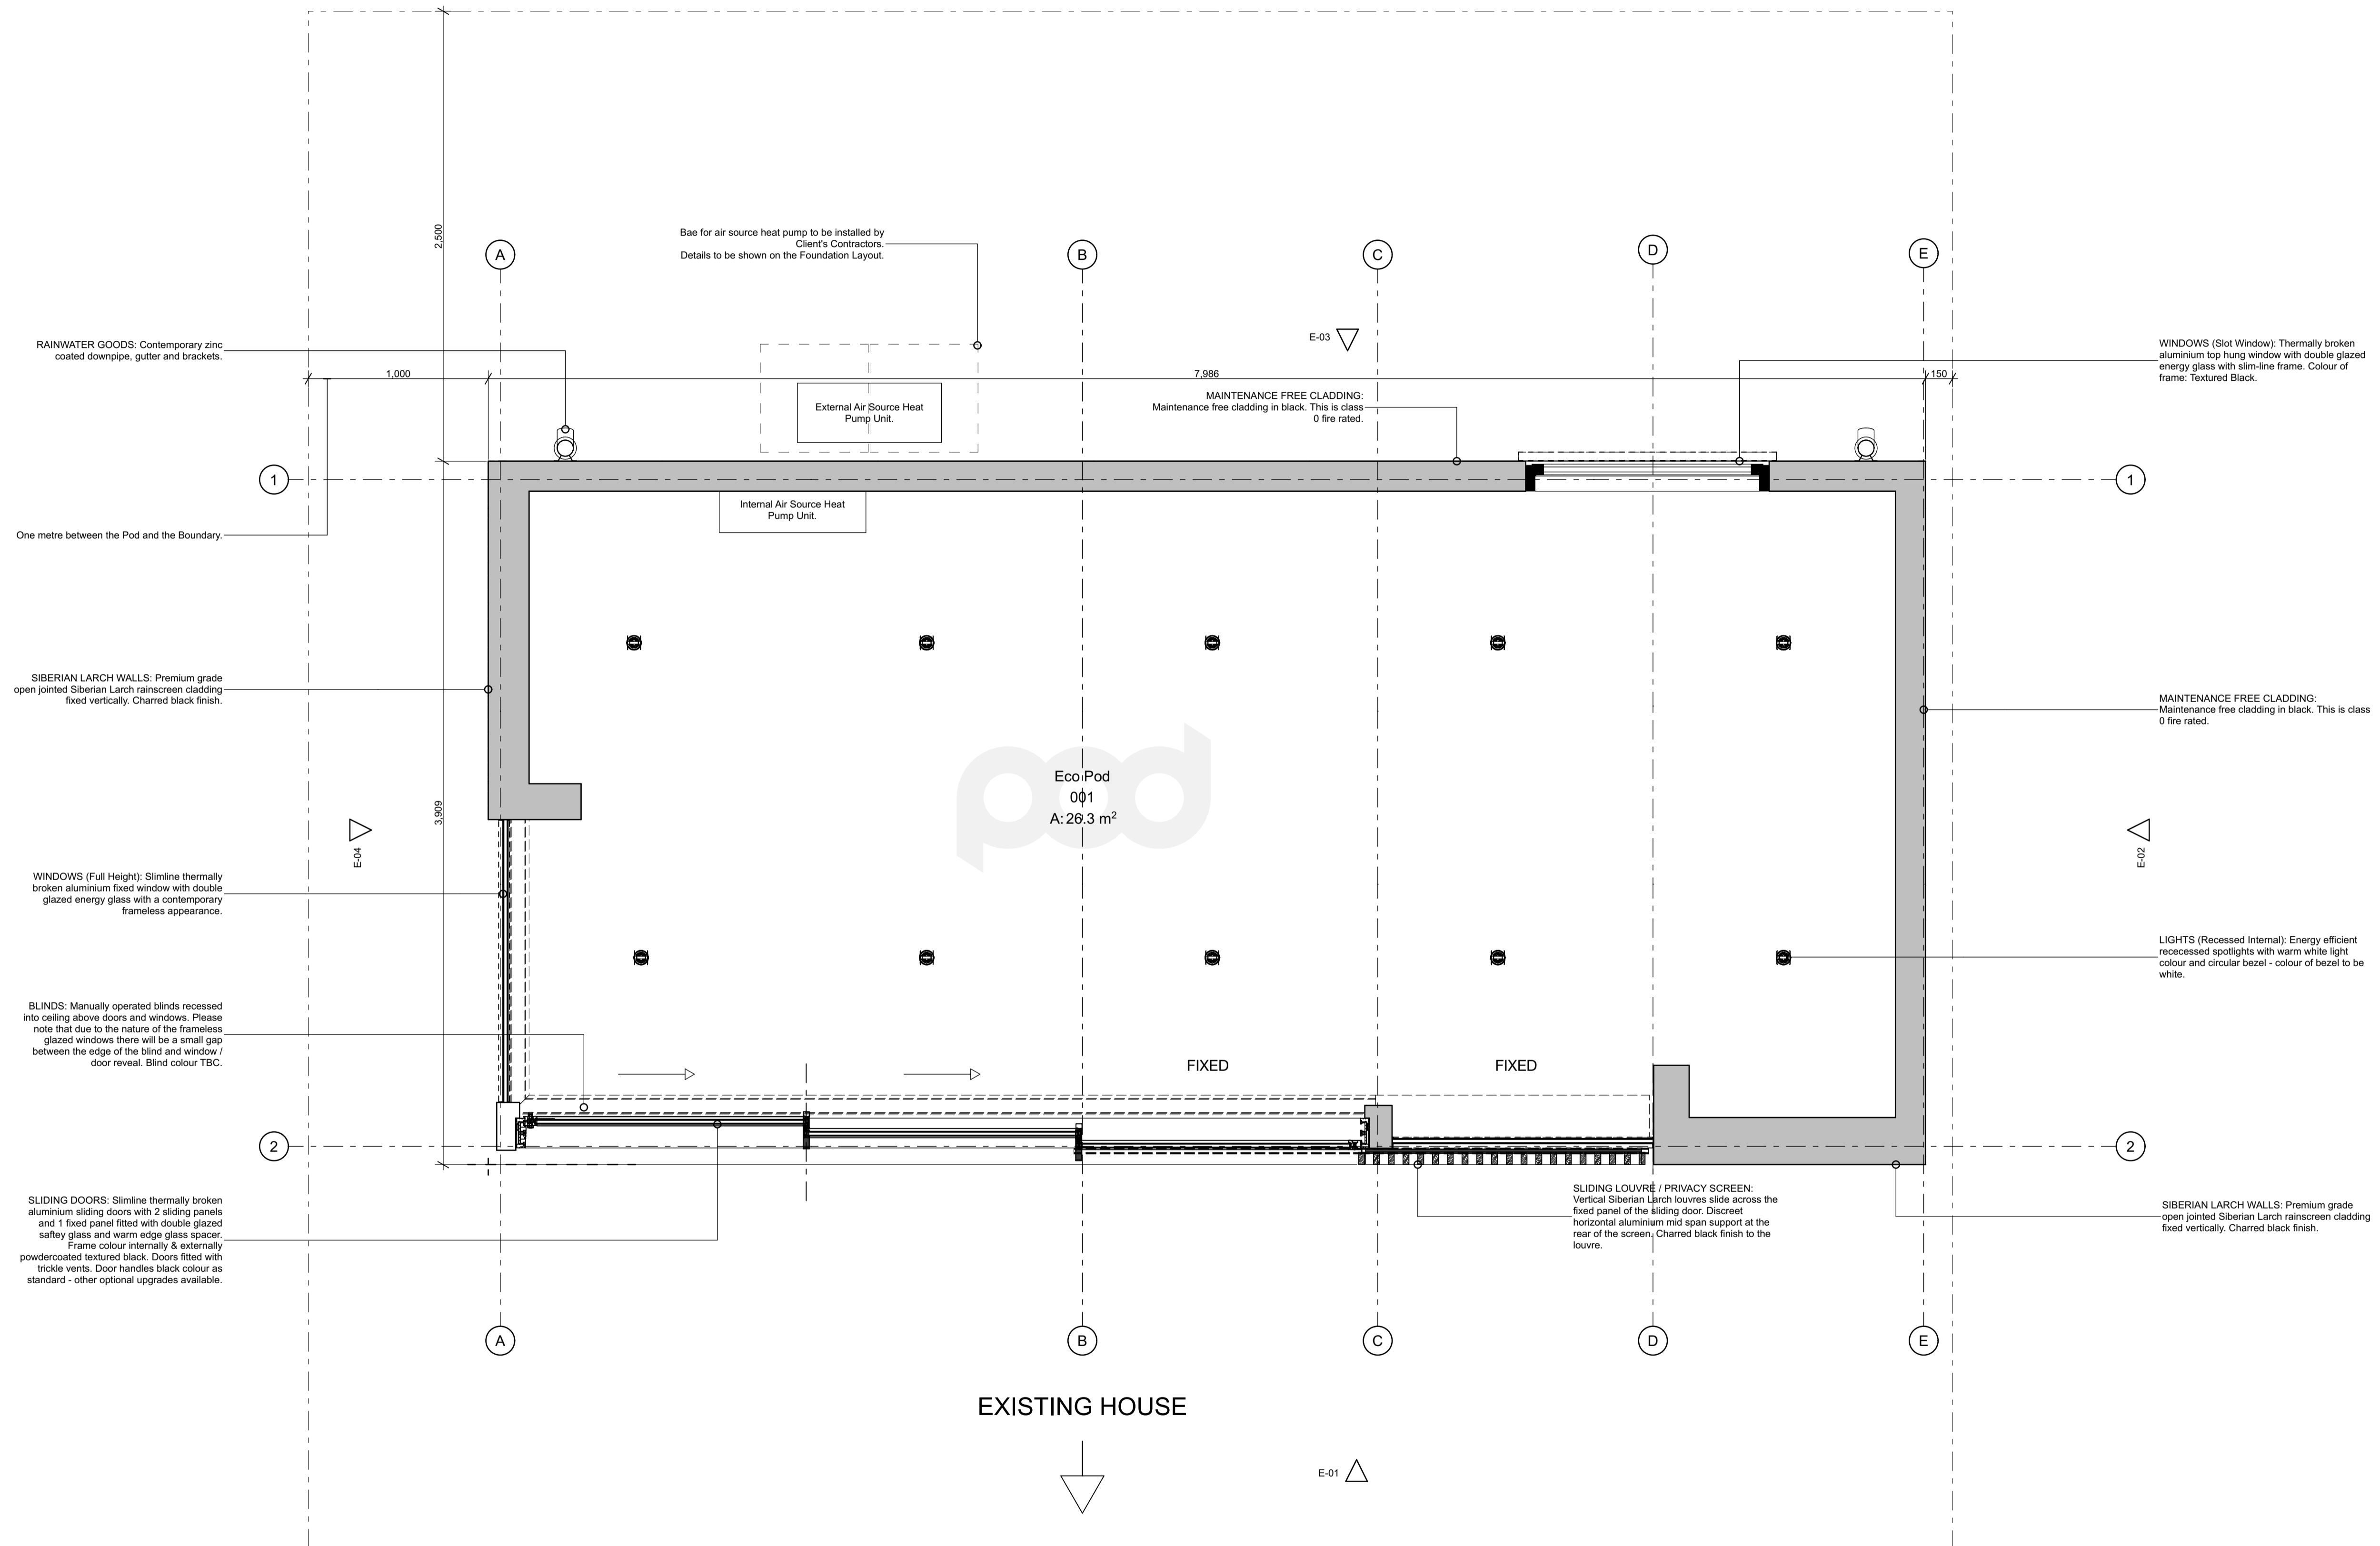 2,500
Bae for air source heat pump to be installed by
Client's Contractors.
Details to be shown on the Foundation Layout.
A
B
C
D
E
E-03
RAINWATER GOODS: Contemporary zinc
coated downpipe, gutter and brackets.
WINDOWS (Slot Window): Thermally broken
aluminium top hung window with double glazed
energy glass with slim-line frame. Colour of
frame: Textured Black.
1,000
7,986
150
MAINTENANCE FREE CLADDING:
Maintenance free cladding in black. This is class
0 fire rated.
External Air Source Heat
Pump Unit.
1
1
Internal Air Source Heat
Pump Unit.
One metre between the Pod and the Boundary.
SIBERIAN LARCH WALLS: Premium grade
open jointed Siberian Larch rainscreen cladding
fixed vertically. Charred black finish.
MAINTENANCE FREE CLADDING:
Maintenance free cladding in black. This is class
0 fire rated.
pod
Eco Pod
001
A: 26.3 m²
3,909
E-04
E-02
WINDOWS (Full Height): Slimline thermally
broken aluminium fixed window with double
glazed energy glass with a contemporary
frameless appearance.
LIGHTS (Recessed Internal): Energy efficient
rececessed spotlights with warm white light
colour and circular bezel - colour of bezel to be
white.
BLINDS: Manually operated blinds recessed
into ceiling above doors and windows. Please
note that due to the nature of the frameless
glazed windows there will be a small gap
between the edge of the blind and window /
door reveal. Blind colour TBC.
FIXED
FIXED
2
2
SLIDING DOORS: Slimline thermally broken
aluminium sliding doors with 2 sliding panels
and 1 fixed panel fitted with double glazed
saftey glass and warm edge glass spacer.
Frame colour internally & externally
powdercoated textured black. Doors fitted with
trickle vents. Door handles black colour as
standard - other optional upgrades available.
SLIDING LOUVRE / PRIVACY SCREEN:
Vertical Siberian Larch louvres slide across the
fixed panel of the sliding door. Discreet
horizontal aluminium mid span support at the
rear of the screen. Charred black finish to the
louvre.
SIBERIAN LARCH WALLS: Premium grade
open jointed Siberian Larch rainscreen cladding
fixed vertically. Charred black finish.
A
B
C
D
E
EXISTING HOUSE
E-01